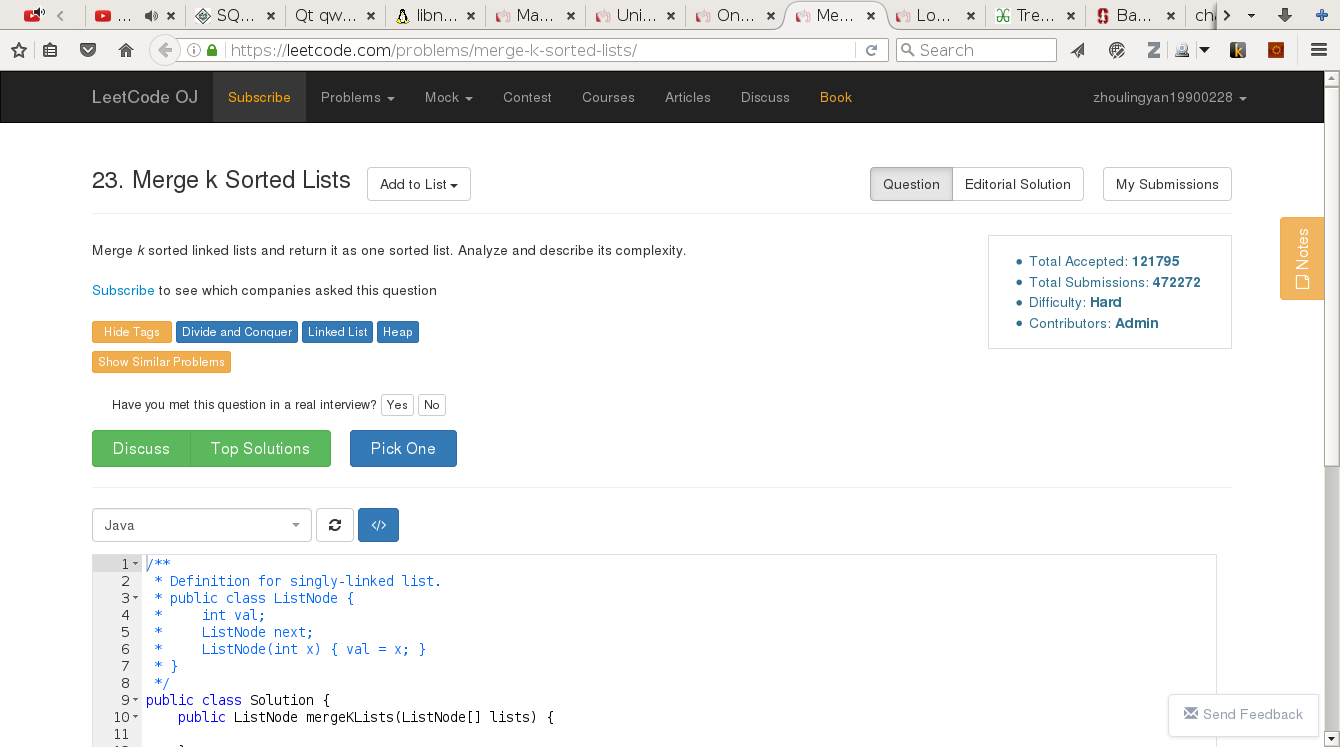 SQ...
Qt qw...
libn...
Ma...
Uni...
On...
Me...
Lo...
Tre...
Ba...
https://leetcode.com/problems/merge-k-sorted-lists/
Search
LeetCode OJ Subscribe Problems Mock Contest Courses Articles Discuss Book zhoulingyan19900228
23. Merge k Sorted Lists Add to List Question Editorial Solution My Submissions
Merge k sorted linked lists and return it as one sorted list. Analyze and describe its complexity.
Total Accepted: 121795
Total Submissions: 472272
Difficulty: Hard
Contributors: Admin
Notes
Subscribe to see which companies asked this question
Hide Tags Divide and Conquer Linked List Heap
Show Similar Problems
Have you met this question in a real interview? Yes No
Discuss Top Solutions Pick One
Java </>
1 /**
2 * Definition for singly-linked list.
3 * public class ListNode {
4 * int val;
5 * ListNode next;
6 * ListNode(int x) { val = x; }
7 * }
8 */
9 public class Solution {
10 public ListNode mergeKLists(ListNode[] lists) {
11
Send Feedback